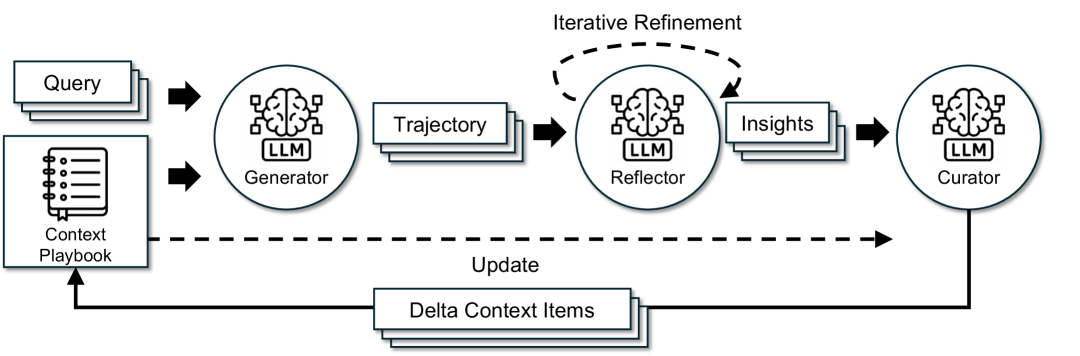 Iterative Refinement
Query
Trajectory
Insights
LLM
Generator
LLM
Reflector
LLM
Curator
Context
Playbook
Update
Delta Context Items